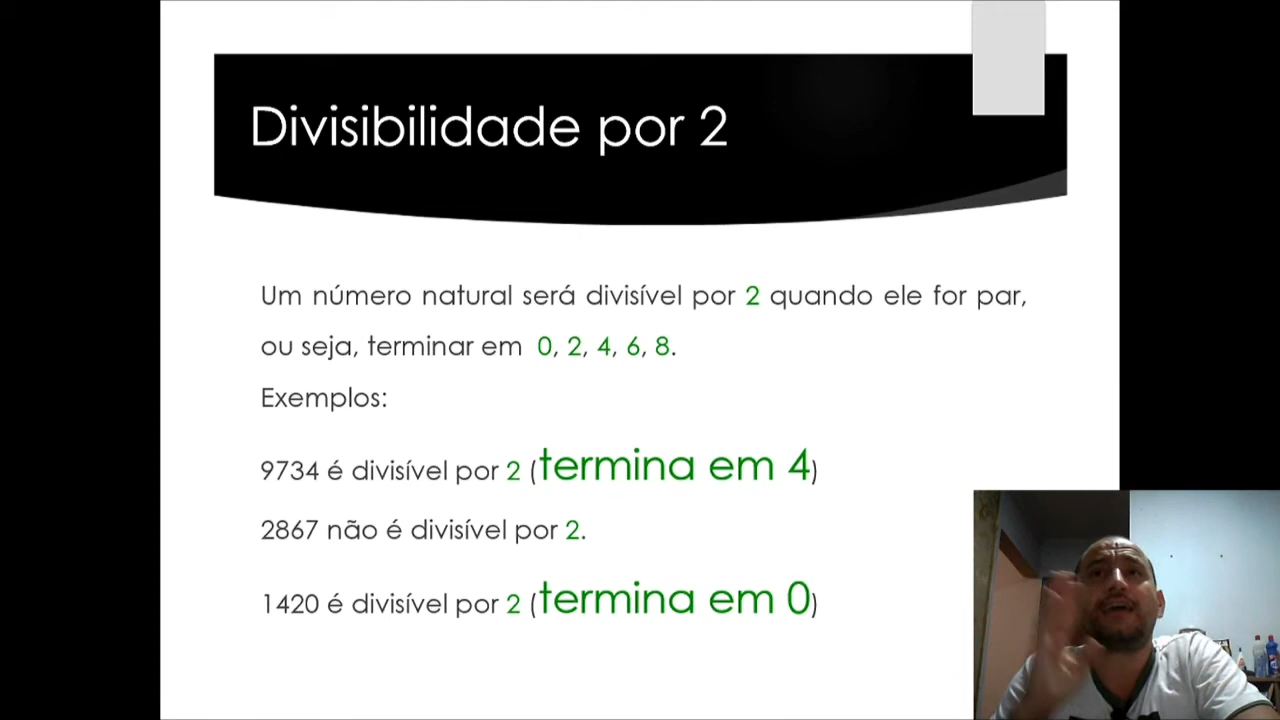 Divisibilidade por 2
Um número natural será divisível por 2 quando ele for par,
ou seja, terminar em 0, 2, 4, 6, 8.
Exemplos:
9734 é divisível por 2 (termina em 4)
2867 não é divisível por 2.
1420 é divisível por 2 (termina em 0)